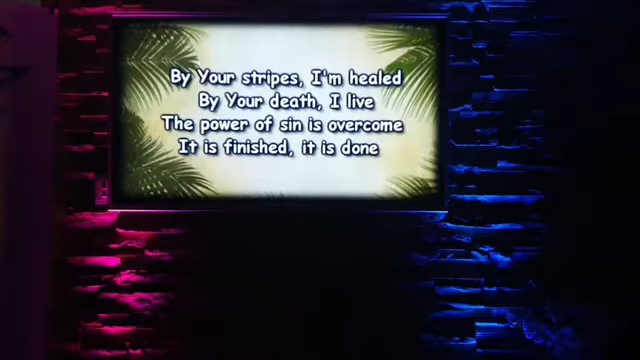 By Your stripes, I'm healed
By Your death, I live
The power of sin is overcome
It is finished, it is done